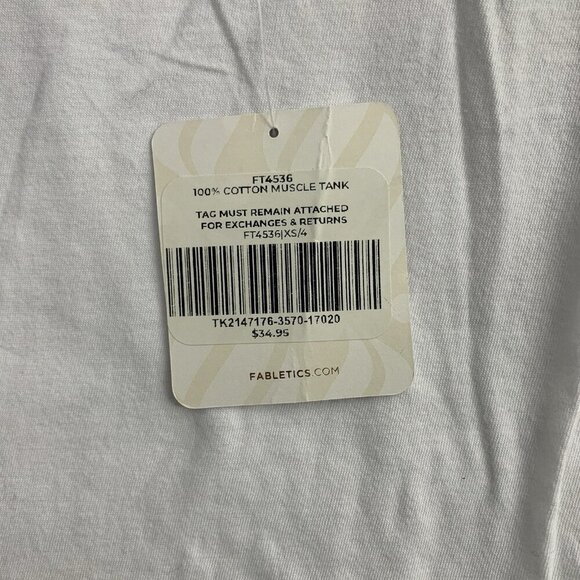 FT4536
100% COTTON MUSCLE TANK
TAG MUST REMAIN ATTACHED
FOR EXCHANGES & RETURNS
FT4536|XS/4
TK2147176-3570-17020
$34.95
FABLETICS.COM